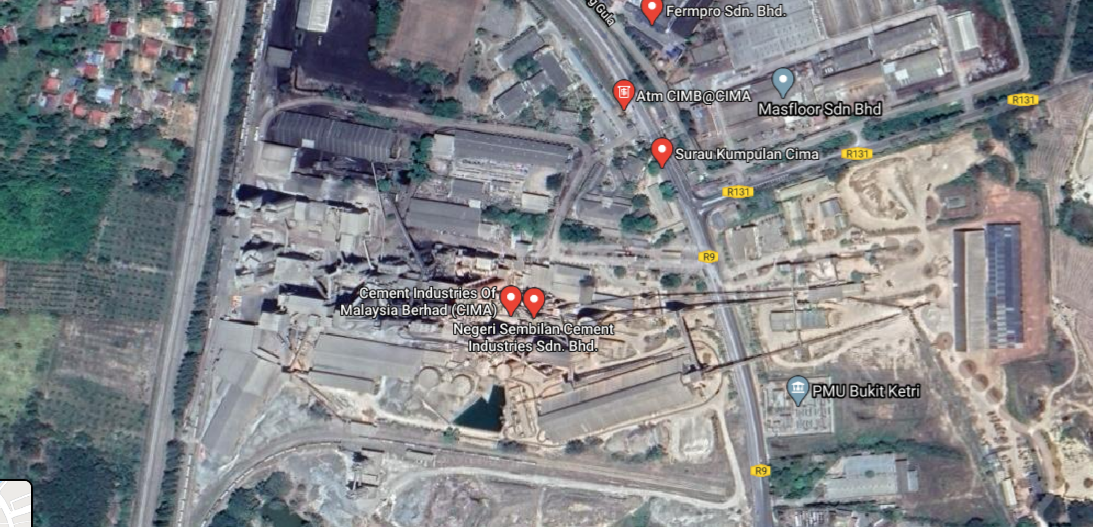 g Gula
Fermpro Sdn. Bhd.
Atm CIMB@CIMA
Masfloor Sdn Bhd
R131
Surau Kumpulan Cima
R131
R131
R9
Cement Industries Of
Malaysia Berhad (CIMA)
Negeri Sembilan Cement
Industries Sdn. Bhd.
PMU Bukit Ketri
R9